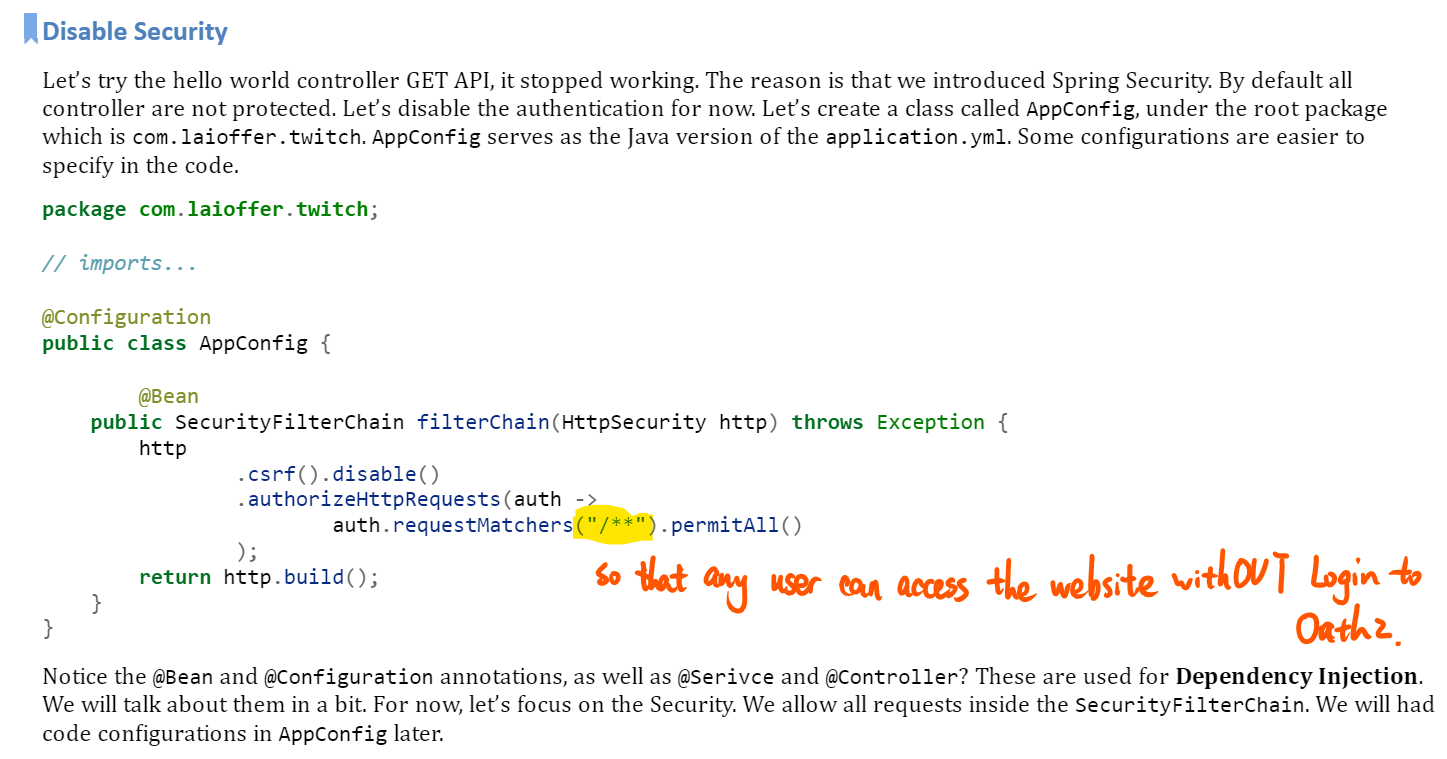 Disable Security
Let’s try the hello world controller GET API, it stopped working. The reason is that we introduced Spring Security. By default all
controller are not protected. Let’s disable the authentication for now. Let’s create a class called AppConfig, under the root package
which is com.laioffer.twitch. AppConfig serves as the Java version of the application.yml. Some configurations are easier to
specify in the code.
package com.laioffer.twitch;
// imports...
@Configuration
public class AppConfig {
@Bean
public SecurityFilterChain filterChain(HttpSecurity http) throws Exception {
http
.csrf().disable()
.authorizeHttpRequests(auth ->
auth.requestMatchers("/**").permitAll()
);
return http.build();
so that any user can access the website withOUT Login to
Oath2.
}
}
Notice the @Bean and @Configuration annotations, as well as @Serivce and @Controller? These are used for Dependency Injection.
We will talk about them in a bit. For now, let’s focus on the Security. We allow all requests inside the SecurityFilterChain. We will had
code configurations in AppConfig later.